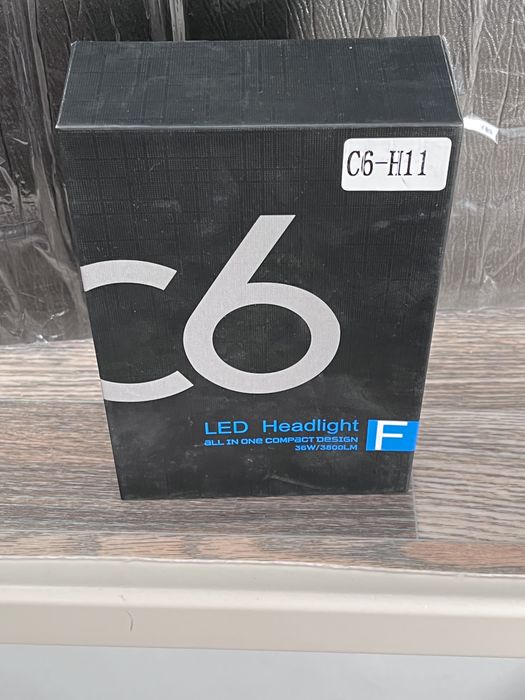 C6-H11
C6
LED Headlight
ALL IN ONE COMPACT DESIGN
36W/3800LM
F